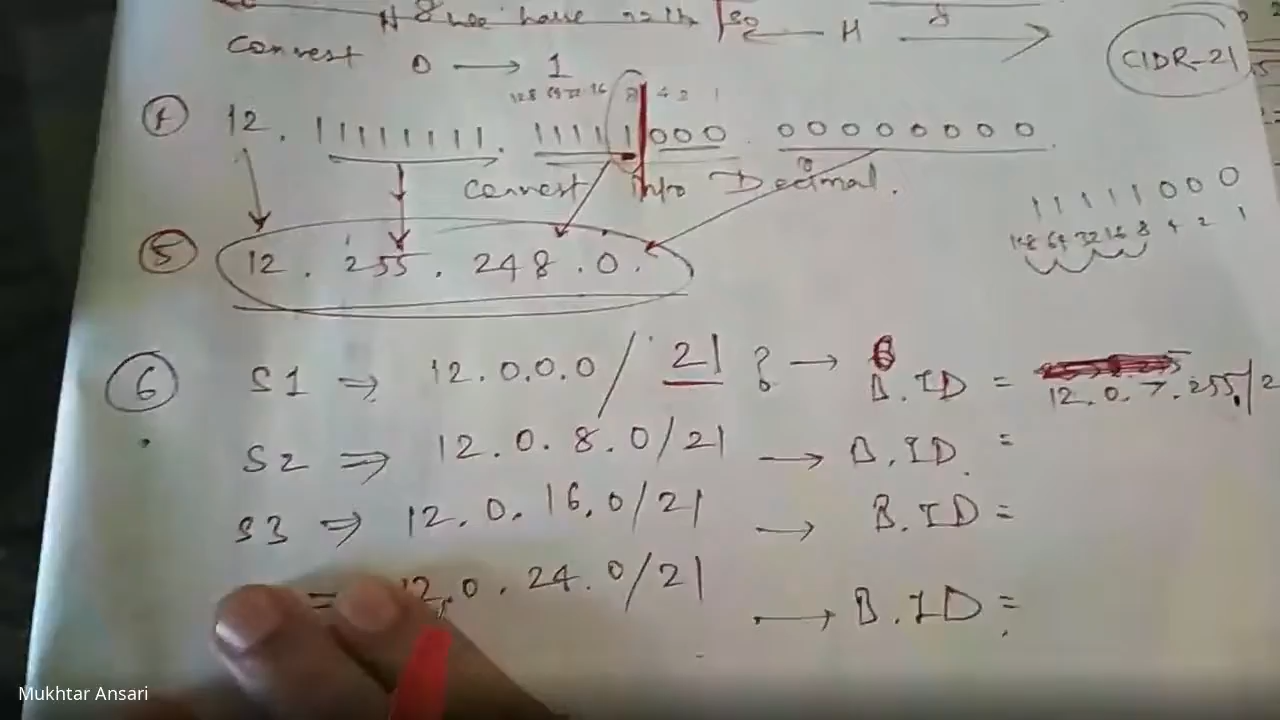 H & we have
convert 0 → 1
CIDR-21
128 64 32 16 8 4 2 1
④ 12. 11111111. 11111000. 00000000
convert into Decimal.
11111000
128 64 32 16 8 4 2 1
⑤ 12. 255. 248. 0.
⑥ S1 ⇒ 12.0.0.0/21 ? → B.ID = 12.0.7.255/2
S2 ⇒ 12.0.8.0/21 → B.ID. =
S3 ⇒ 12.0.16.0/21 → B.ID =
= 12.0.24.0/21 → B.ID =
Mukhtar Ansari